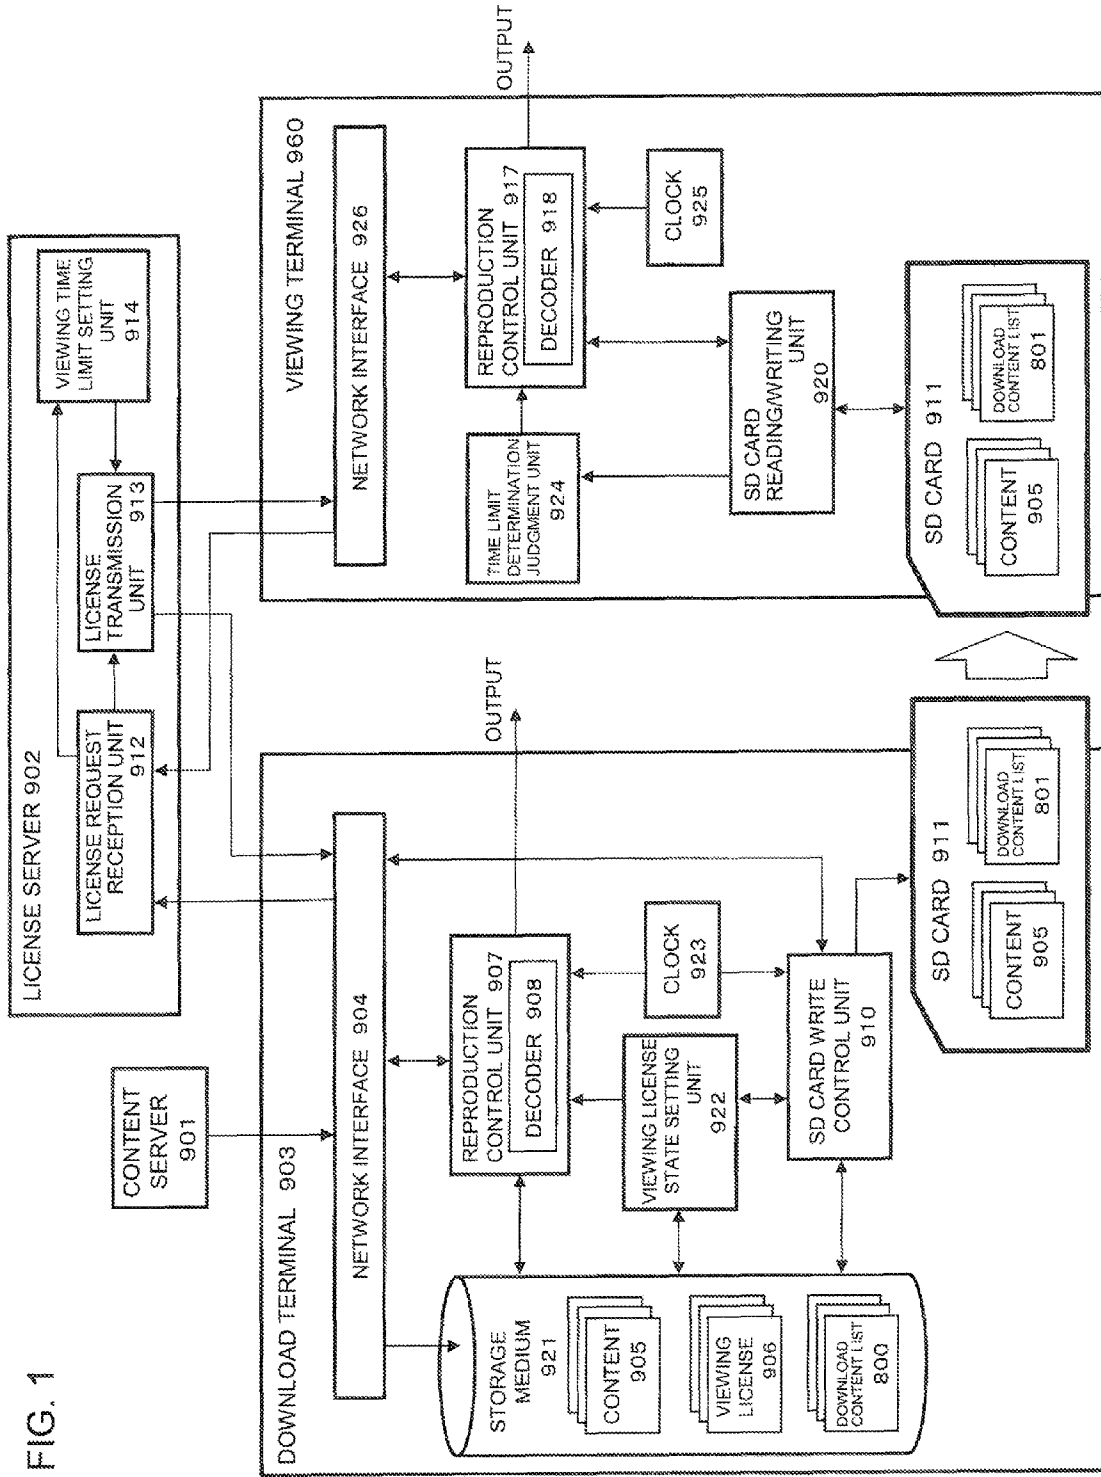 FIG. 1
LICENSE SERVER 902
LICENSE REQUEST
RECEPTION UNIT
912
LICENSE
TRANSMISSION
UNIT 913
VIEWING TIME
LIMIT SETTING
UNIT
914
CONTENT
SERVER
901
DOWNLOAD TERMINAL 903
NETWORK INTERFACE 904
STORAGE
MEDIUM
921
CONTENT
905
VIEWING
LICENSE
906
DOWNLOAD
CONTENT LIST
800
REPRODUCTION
CONTROL UNIT 907
DECODER 908
OUTPUT
VIEWING LICENSE
STATE SETTING
UNIT
922
CLOCK
923
SD CARD WRITE
CONTROL UNIT
910
SD CARD 911
CONTENT
905
DOWNLOAD
CONTENT LIST
801
VIEWING TERMINAL 960
NETWORK INTERFACE 926
TIME LIMIT
DETERMINATION
JUDGMENT UNIT
924
REPRODUCTION
CONTROL UNIT 917
DECODER 918
OUTPUT
CLOCK
925
SD CARD
READING/WRITING
UNIT
920
SD CARD 911
CONTENT
905
DOWNLOAD
CONTENT LIST
801